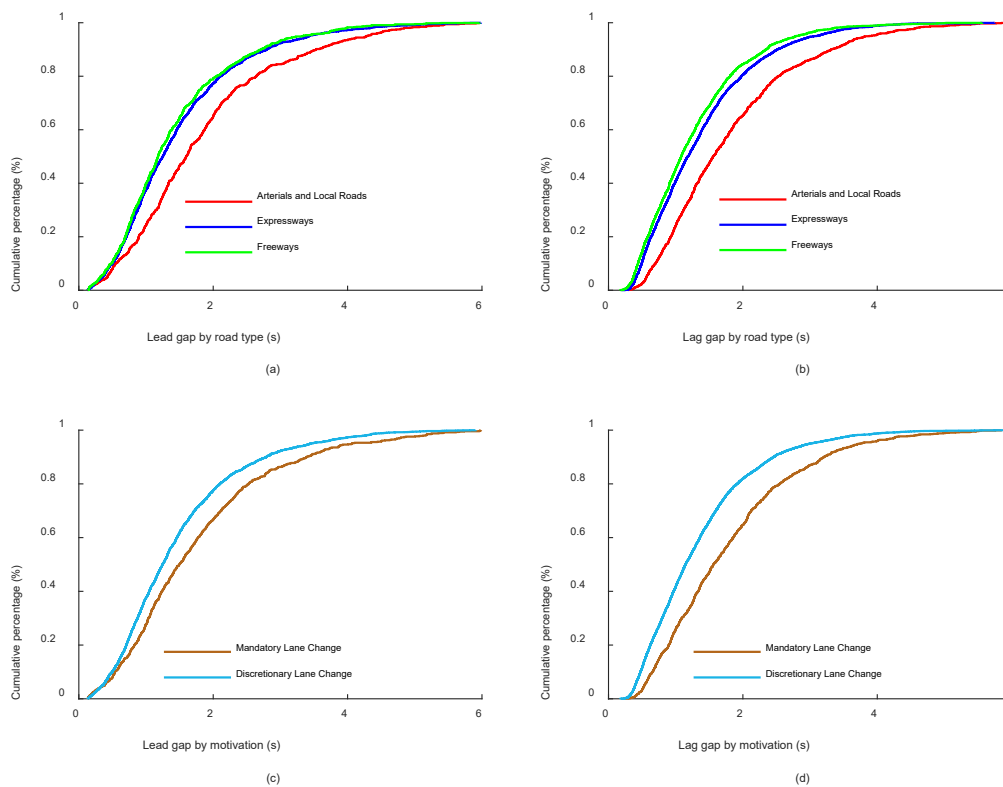 1
0.8
0.6
0.4
0.2
0
Cumulative percentage (%)
Arterials and Local Roads
Expressways
Freeways
0 2 4 6
Lead gap by road type (s)
(a)
1
0.8
0.6
0.4
0.2
0
Cumulative percentage (%)
Arterials and Local Roads
Expressways
Freeways
0 2 4
Lag gap by road type (s)
(b)
1
0.8
0.6
0.4
0.2
0
Cumulative percentage (%)
Mandatory Lane Change
Discretionary Lane Change
0 2 4 6
Lead gap by motivation (s)
(c)
1
0.8
0.6
0.4
0.2
0
Cumulative percentage (%)
Mandatory Lane Change
Discretionary Lane Change
0 2 4
Lag gap by motivation (s)
(d)